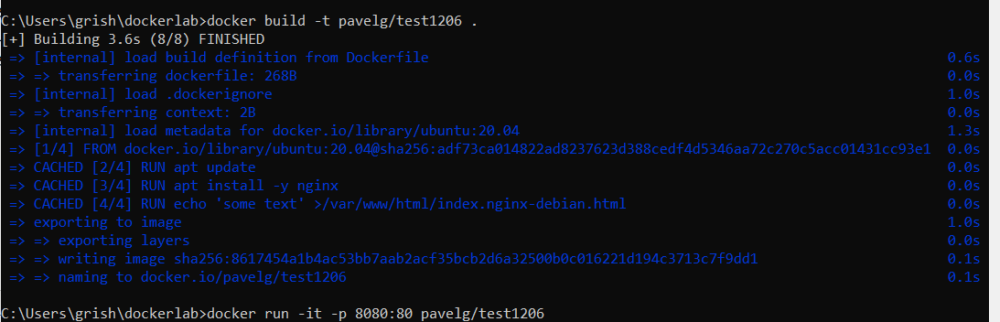 C:\Users\grish\dockerlab>docker build -t pavelg/test1206 .
[+] Building 3.6s (8/8) FINISHED
=> [internal] load build definition from Dockerfile 0.6s
=> => transferring dockerfile: 268B 0.0s
=> [internal] load .dockerignore 1.0s
=> => transferring context: 2B 0.0s
=> [internal] load metadata for docker.io/library/ubuntu:20.04 1.3s
=> [1/4] FROM docker.io/library/ubuntu:20.04@sha256:adf73ca014822ad8237623d388cedf4d5346aa72c270c5acc01431cc93e1 0.0s
=> CACHED [2/4] RUN apt update 0.0s
=> CACHED [3/4] RUN apt install -y nginx 0.0s
=> CACHED [4/4] RUN echo 'some text' >/var/www/html/index.nginx-debian.html 0.0s
=> exporting to image 1.0s
=> => exporting layers 0.0s
=> => writing image sha256:8617454a1b4ac53bb7aab2acf35bcb2d6a32500b0c016221d194c3713c7f9dd1 0.1s
=> => naming to docker.io/pavelg/test1206 0.1s
C:\Users\grish\dockerlab>docker run -it -p 8080:80 pavelg/test1206